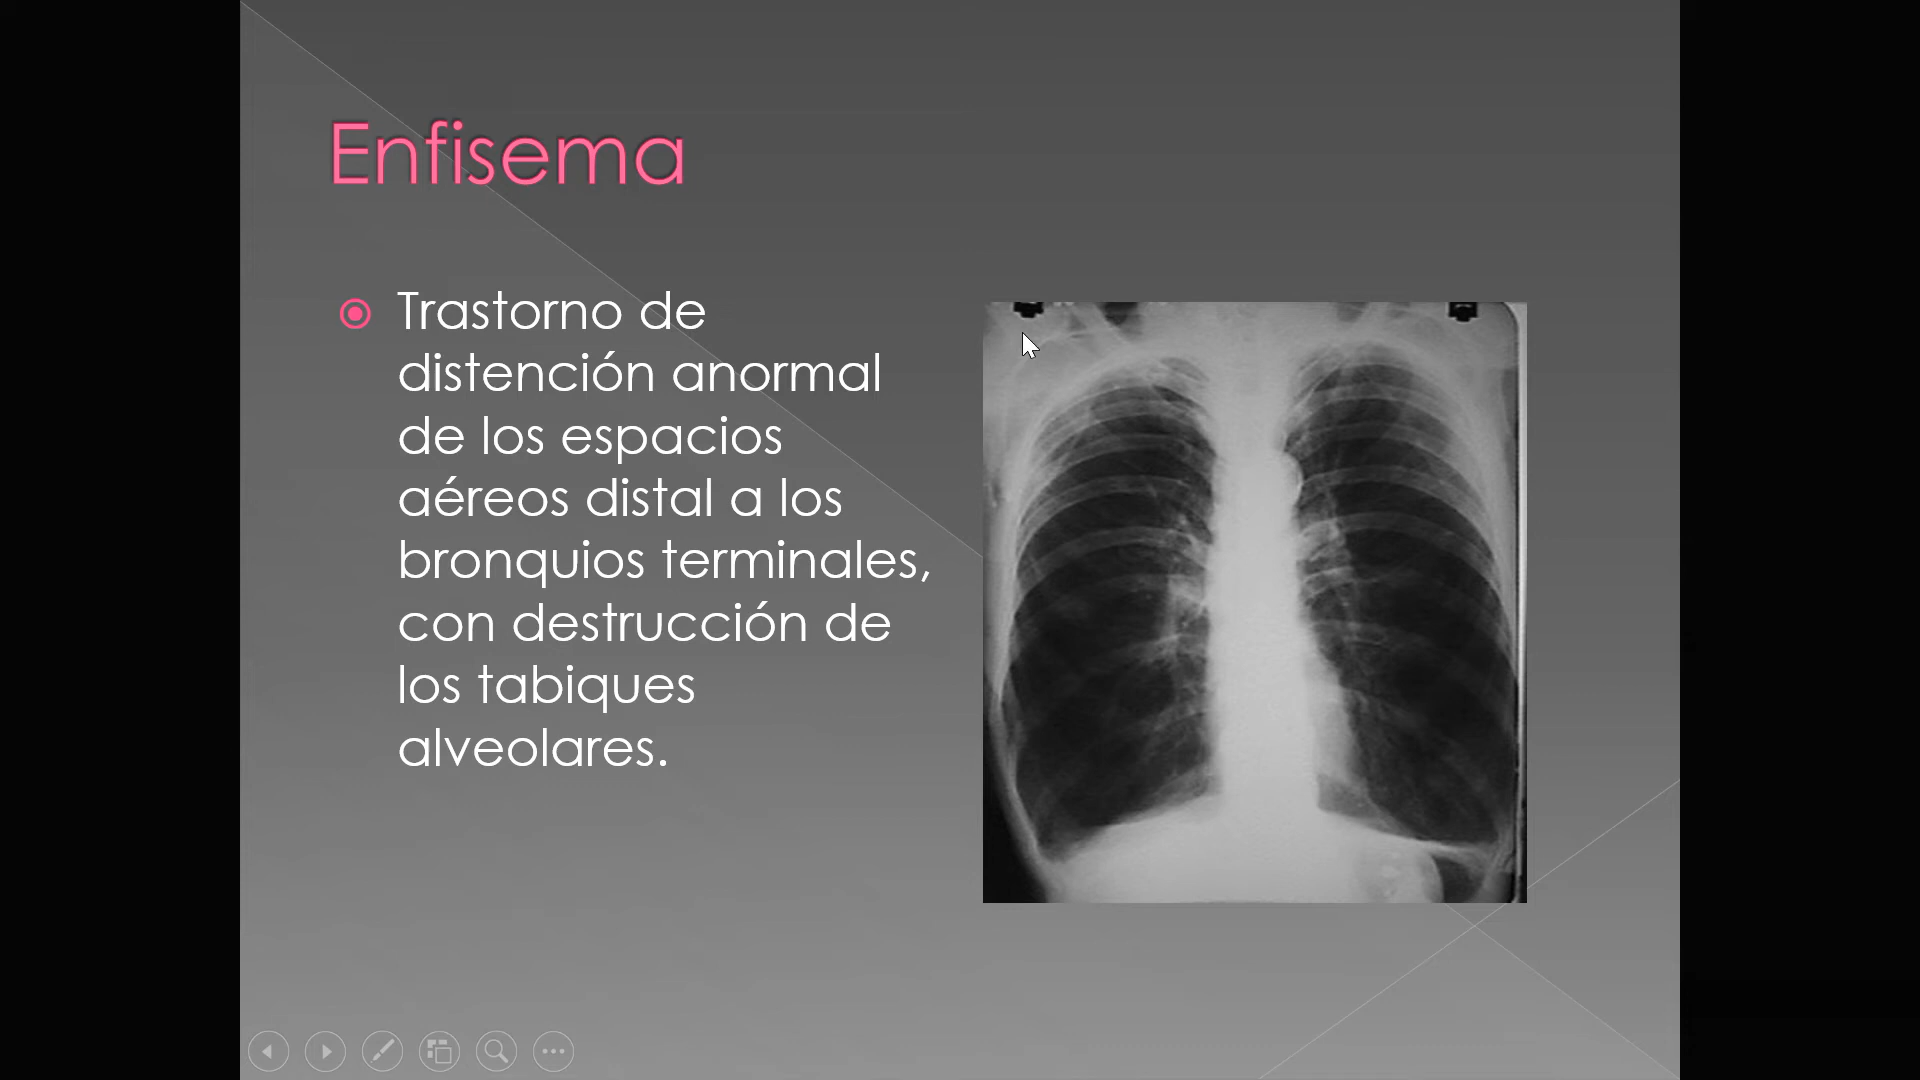 Enfisema
Trastorno de
distención anormal
de los espacios
aéreos distal a los
bronquios terminales,
con destrucción de
los tabiques
alveolares.